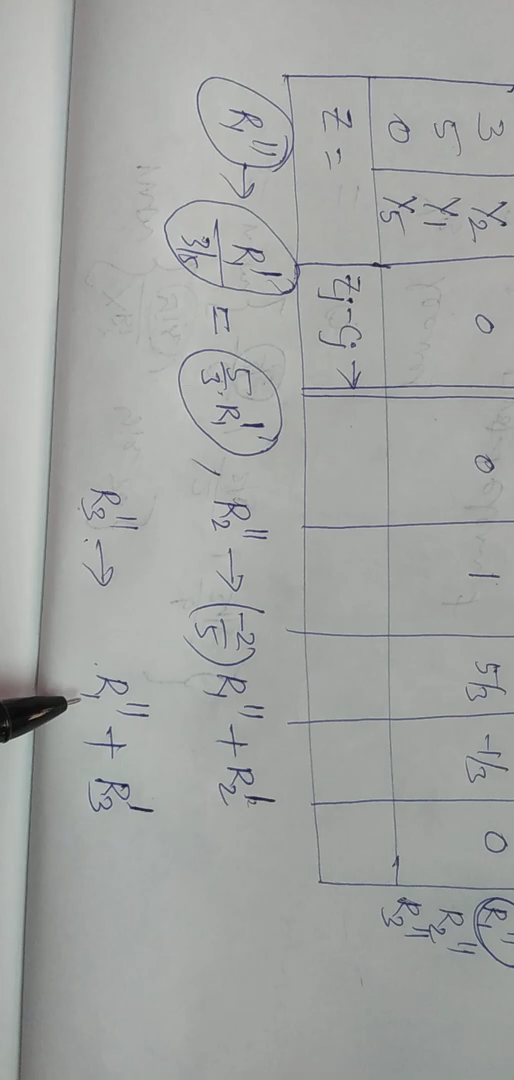 3 Y2 0 0 1 5/3 -1/3 0 R1''
5 Y1 R2''
0 Y5 R3''
Z = Zj-Cj →
R1'' → R1'/3/5 = 5/3·R1', R2'' → (-2/5) R1'' + R2'
R3'' → R1'' + R3'